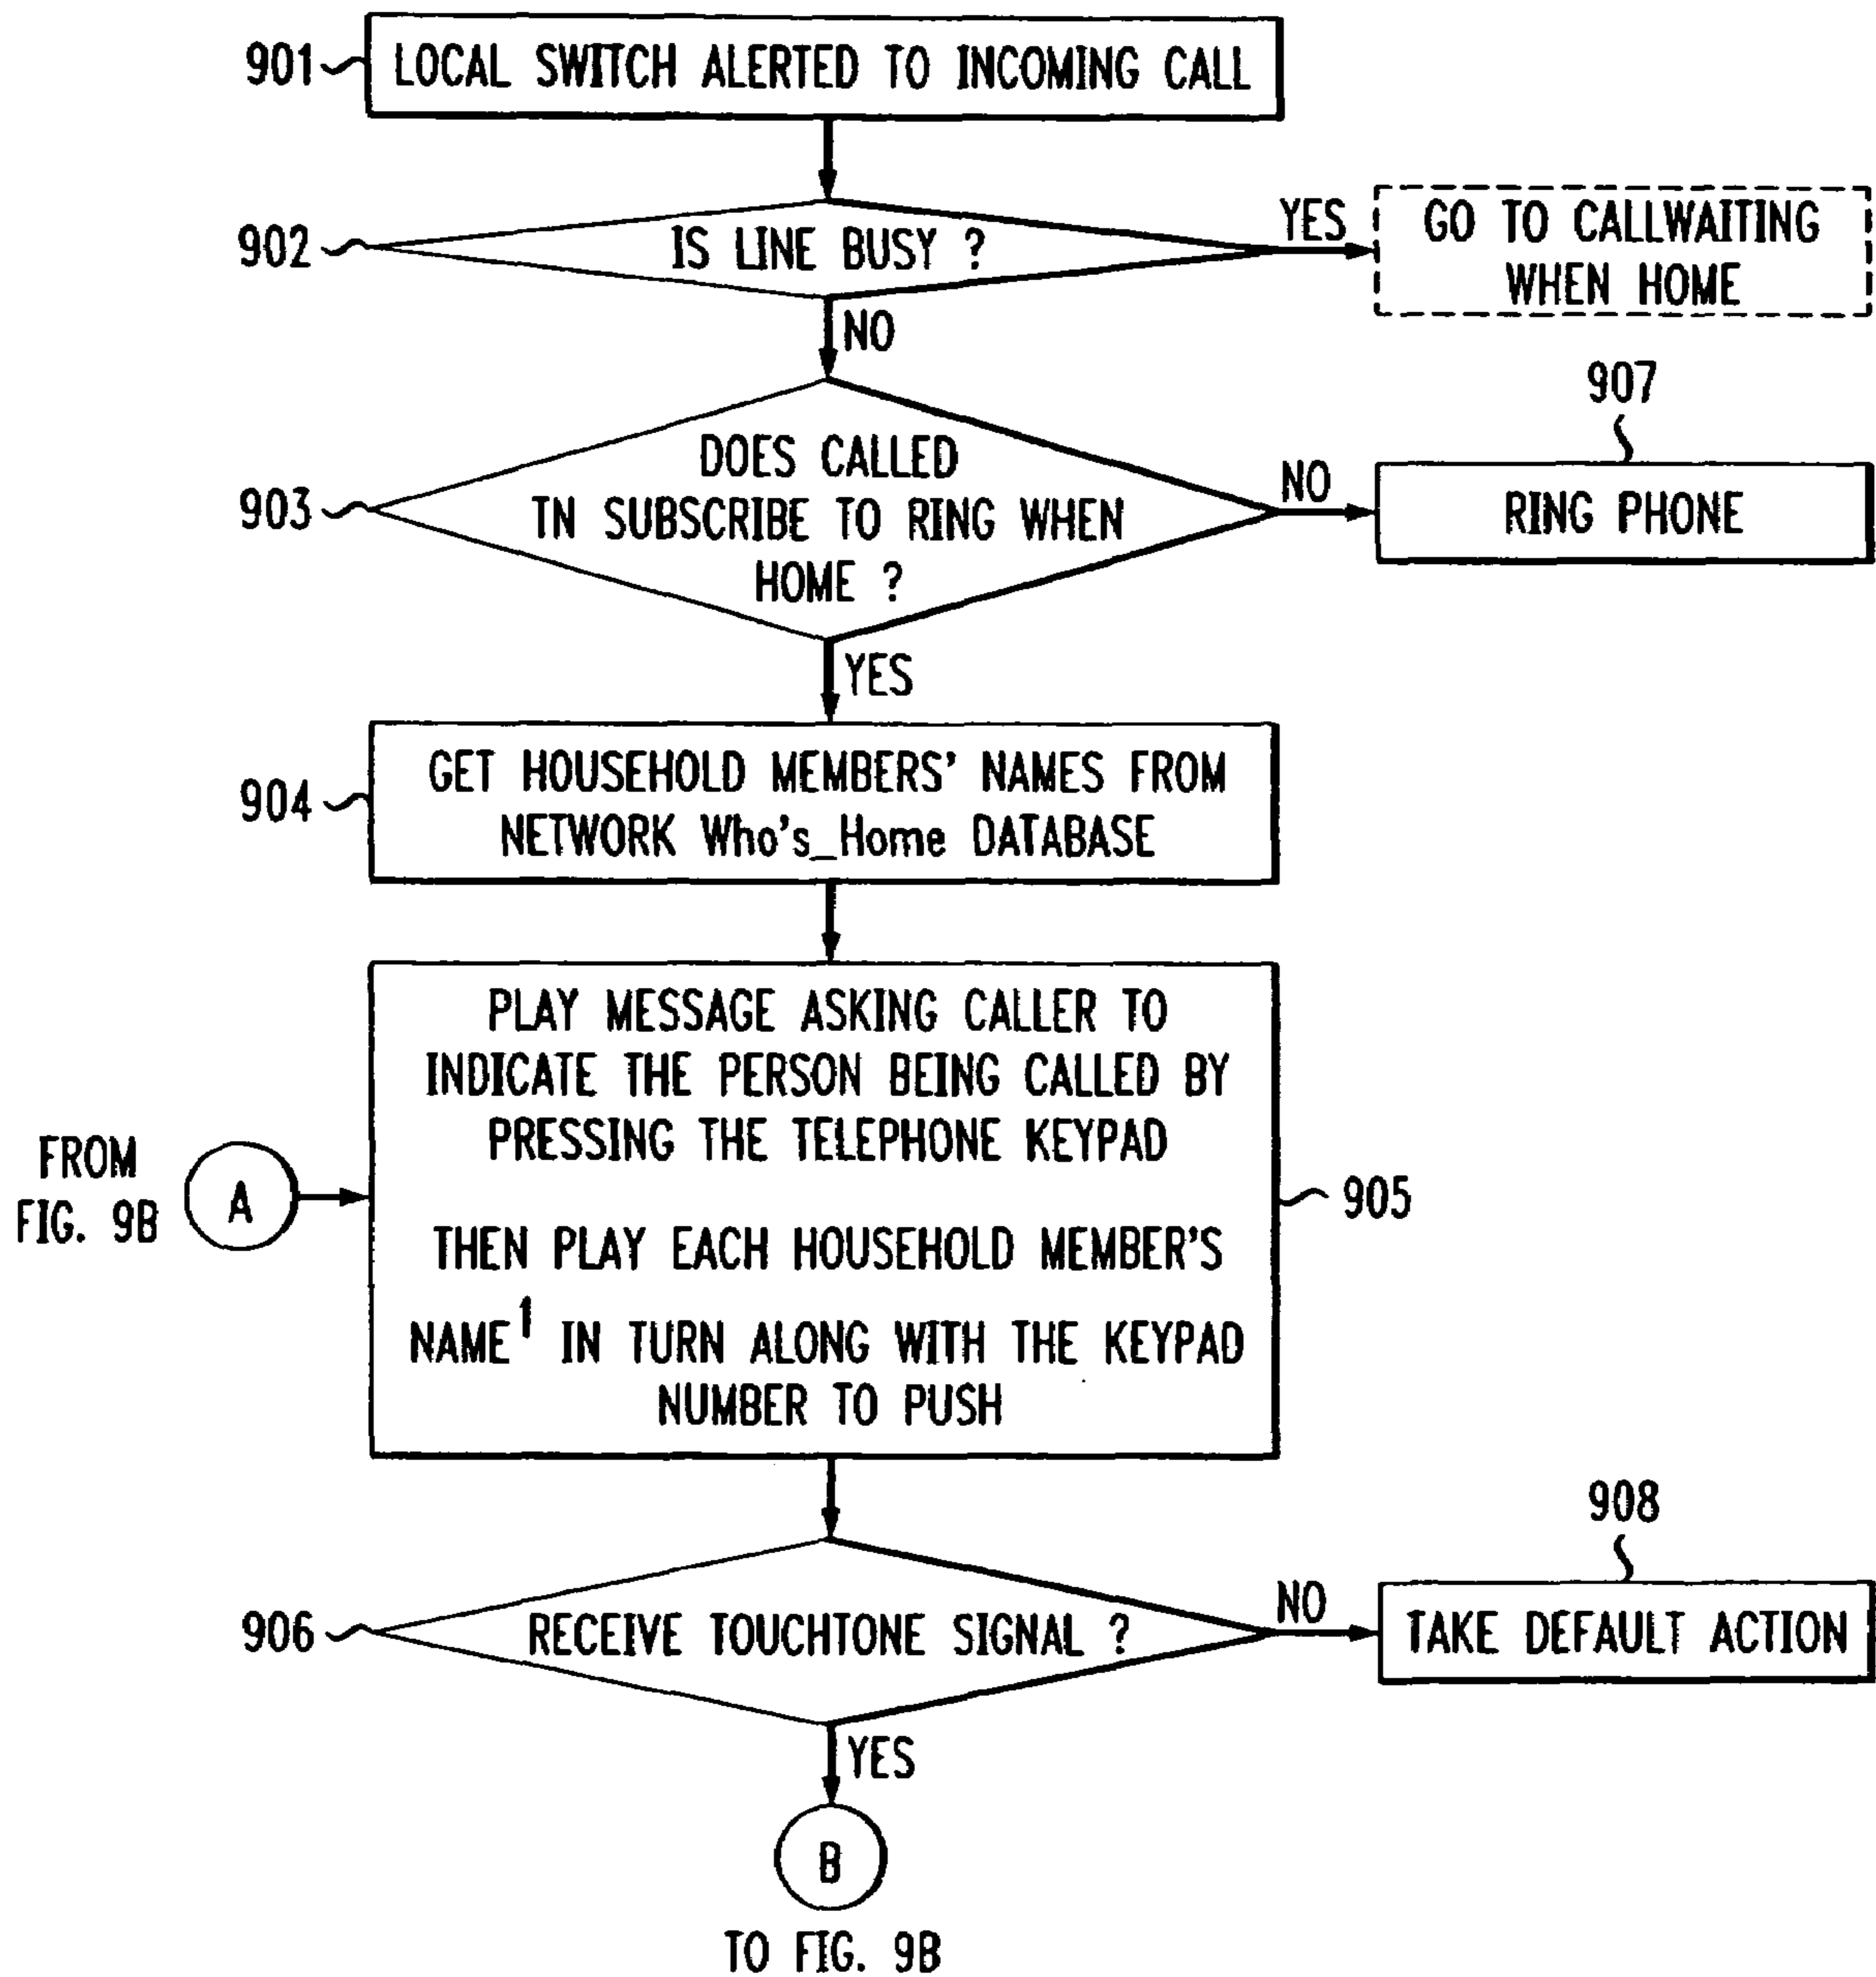 901
LOCAL SWITCH ALERTED TO INCOMING CALL
902
IS LINE BUSY ?
YES
GO TO CALLWAITING
WHEN HOME
NO
903
DOES CALLED
TN SUBSCRIBE TO RING WHEN
HOME ?
NO
907
RING PHONE
YES
904
GET HOUSEHOLD MEMBERS' NAMES FROM
NETWORK Who's_Home DATABASE
FROM
FIG. 9B
A
PLAY MESSAGE ASKING CALLER TO
INDICATE THE PERSON BEING CALLED BY
PRESSING THE TELEPHONE KEYPAD
THEN PLAY EACH HOUSEHOLD MEMBER'S
NAME¹ IN TURN ALONG WITH THE KEYPAD
NUMBER TO PUSH
905
906
RECEIVE TOUCHTONE SIGNAL ?
NO
908
TAKE DEFAULT ACTION
YES
B
TO FIG. 9B